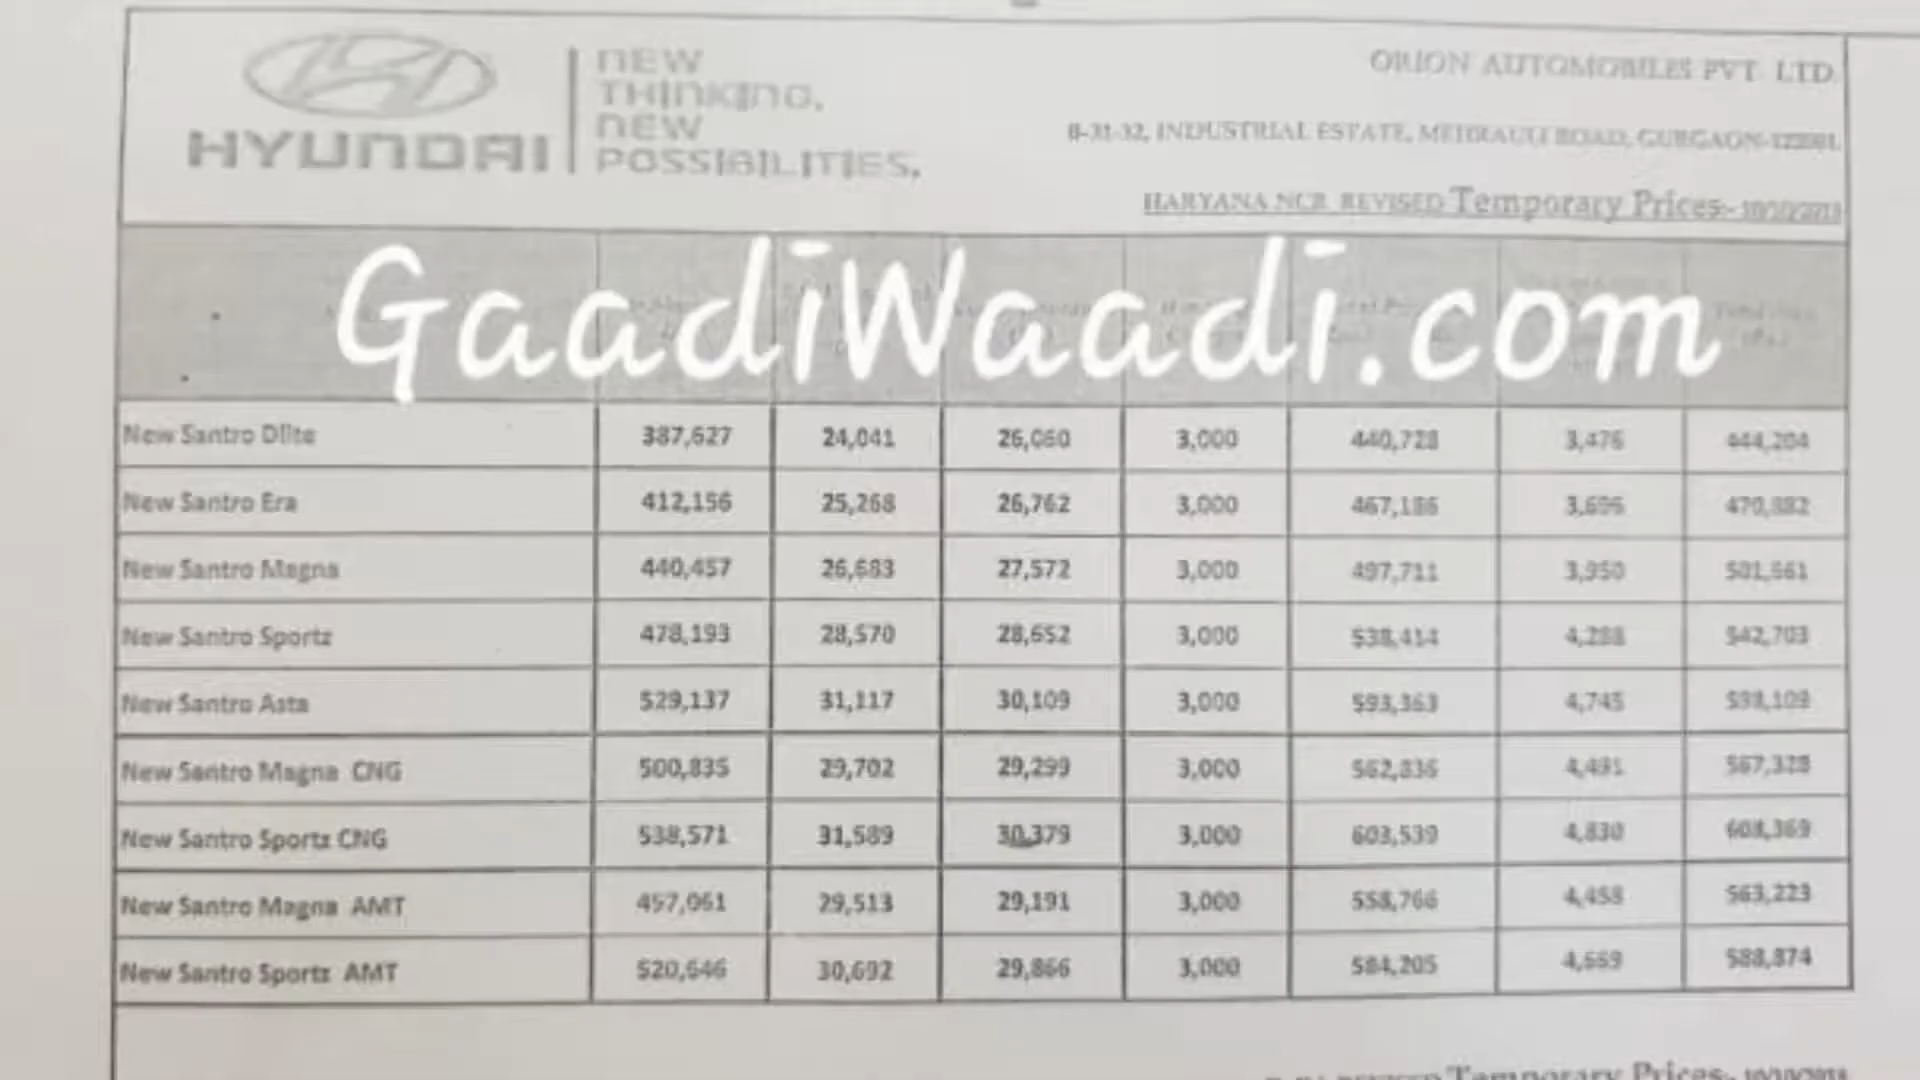 HYUNDAI
NEW
THINKING.
NEW
POSSIBILITIES.
ORION AUTOMOBILES PVT LTD
INDUSTRIAL ESTATE, MEHRAULI ROAD, GURGAON-
HARYANA NCR REVISED Temporary Prices-
GaadiWaadi.com
New Santro Dlite 387,627 24,041 26,060 3,000 440,728 3,476 444,204
New Santro Era 412,156 25,268 26,762 3,000 467,186 3,696 470,882
New Santro Magna 440,457 26,683 27,572 3,000 497,711 3,950 501,661
New Santro Sportz 478,193 28,570 28,652 3,000 538,414 4,288 542,703
New Santro Asta 529,137 31,117 30,109 3,000 593,363 4,745 598,109
New Santro Magna CNG 500,835 29,702 29,299 3,000 562,836 4,491 567,328
New Santro Sportz CNG 538,571 31,589 30,379 3,000 603,539 4,830 608,369
New Santro Magna AMT 457,061 29,513 29,191 3,000 558,766 4,458 563,223
New Santro Sportz AMT 520,646 30,692 29,866 3,000 584,205 4,669 588,874
REVISED Temporary Prices-